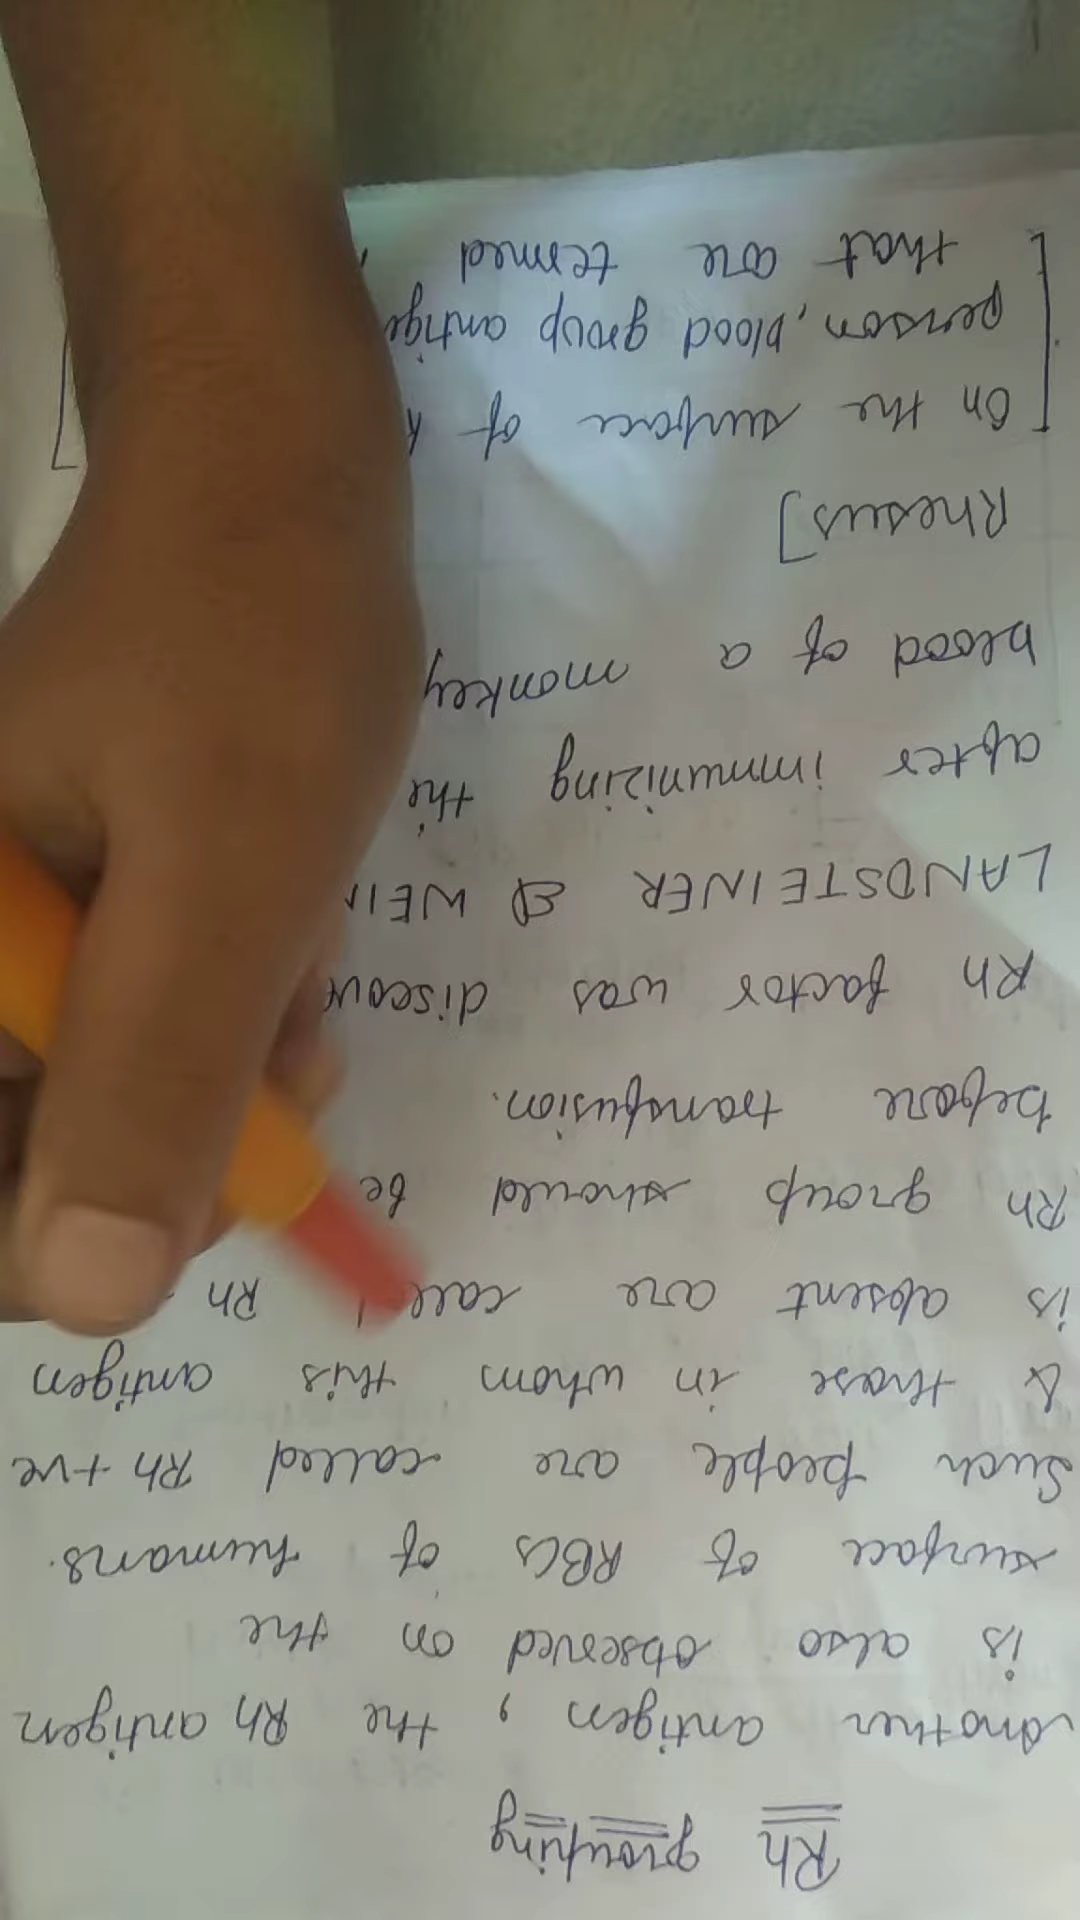 Rh grouping
Another antigen, the Rh antigen
is also observed on the
surface of RBCs of humans.
Such people are called Rh +ve
& those in whom this antigen
is absent are called Rh
Rh group should be
before transfusion.
Rh factor was
LANDSTEINER &
after immunizing the
blood of a monkey
Rhesus]
[On the surface of
person, blood group
that are termed